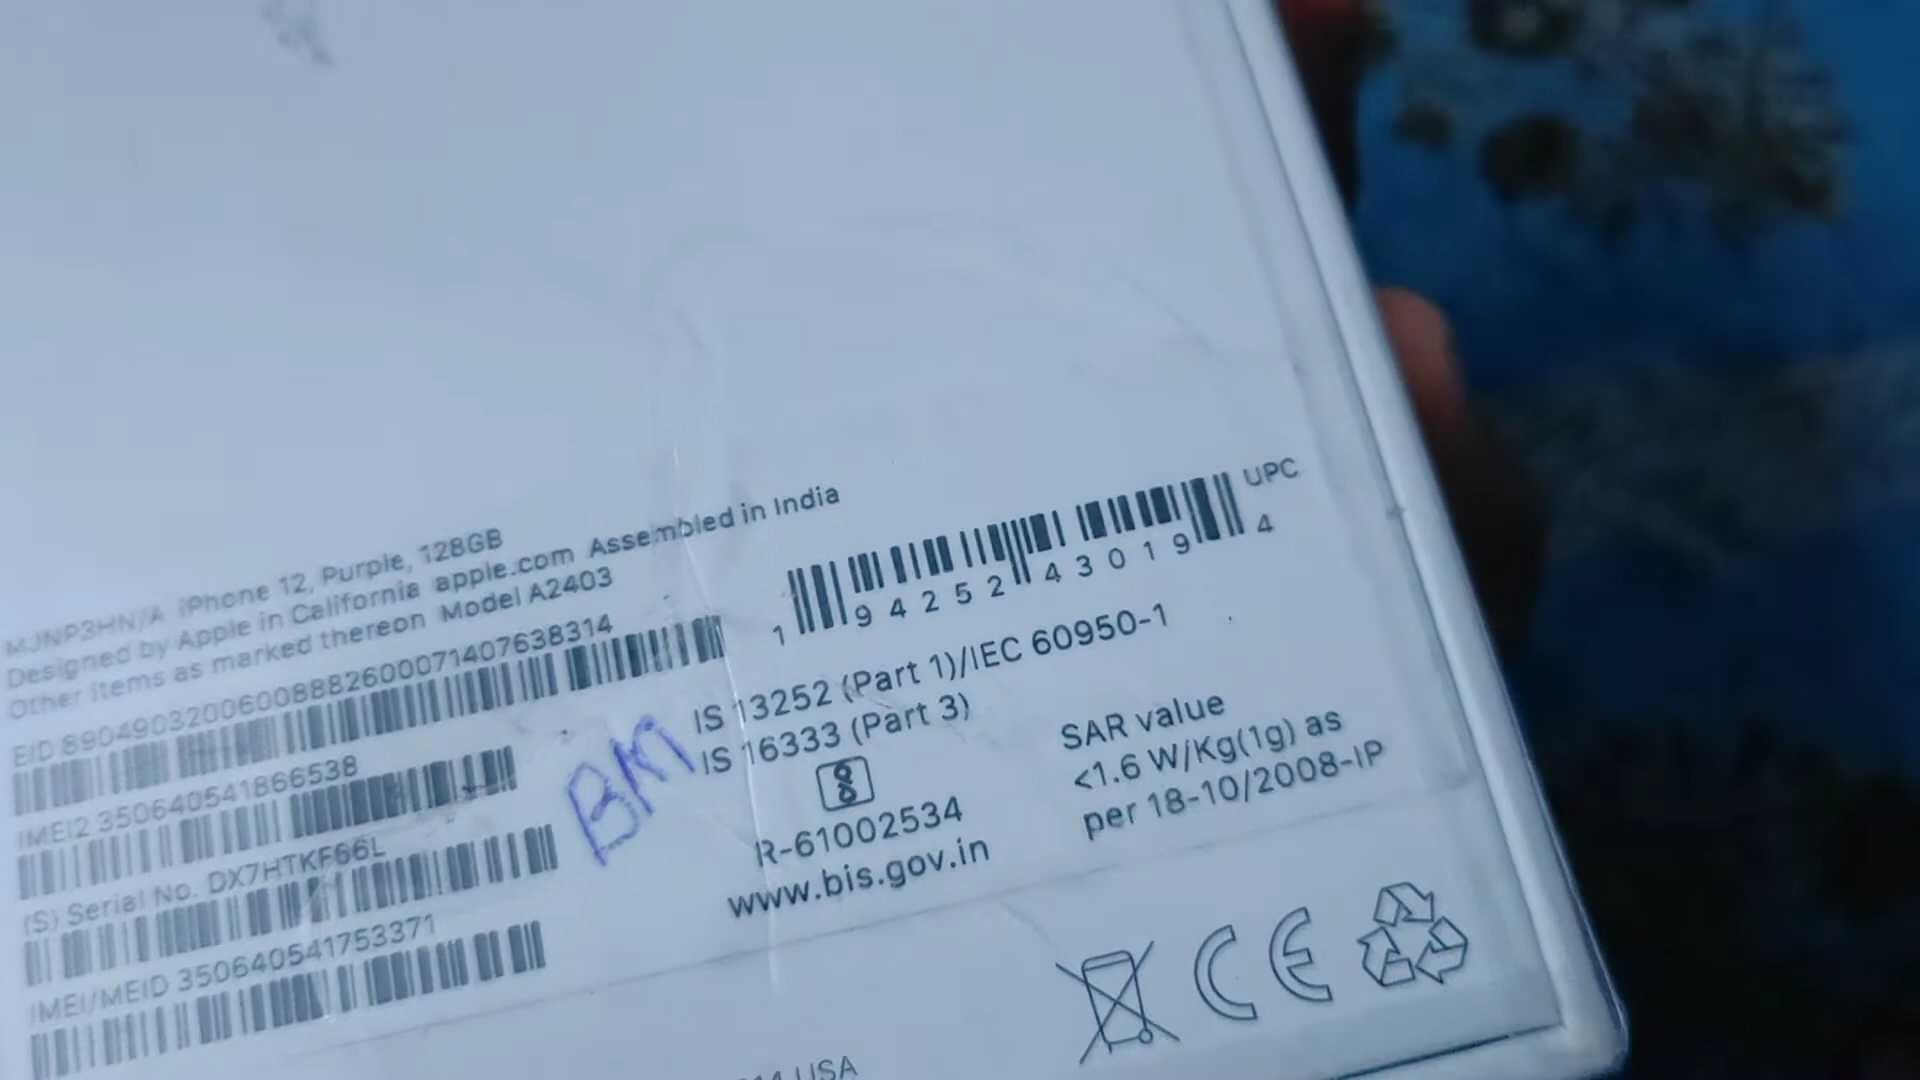 MJNP3HN/A iPhone 12, Purple, 128GB
Designed by Apple in California apple.com Assembled in India
Other items as marked thereon Model A2403
EID 89049032006008882600071407638314
IMEI2 350640541866538
(S) Serial No. DX7HTKF66L
IMEI/MEID 350640541753371
UPC
1 94252 43019 4
IS 13252 (Part 1)/IEC 60950-1
IS 16333 (Part 3)
R-61002534
www.bis.gov.in
BM
SAR value
<1.6 W/Kg(1g) as
per 18-10/2008-IP
CE
USA